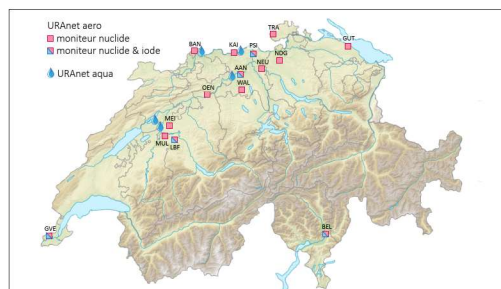 URAnet aero
moniteur nuclide
moniteur nuclide & iode
URAnet aqua
TRA
BAN
KAI
PSI
GUT
NDG
NEU
AAN
WAL
OEN
MEI
MUL
LBF
GVE
BEL